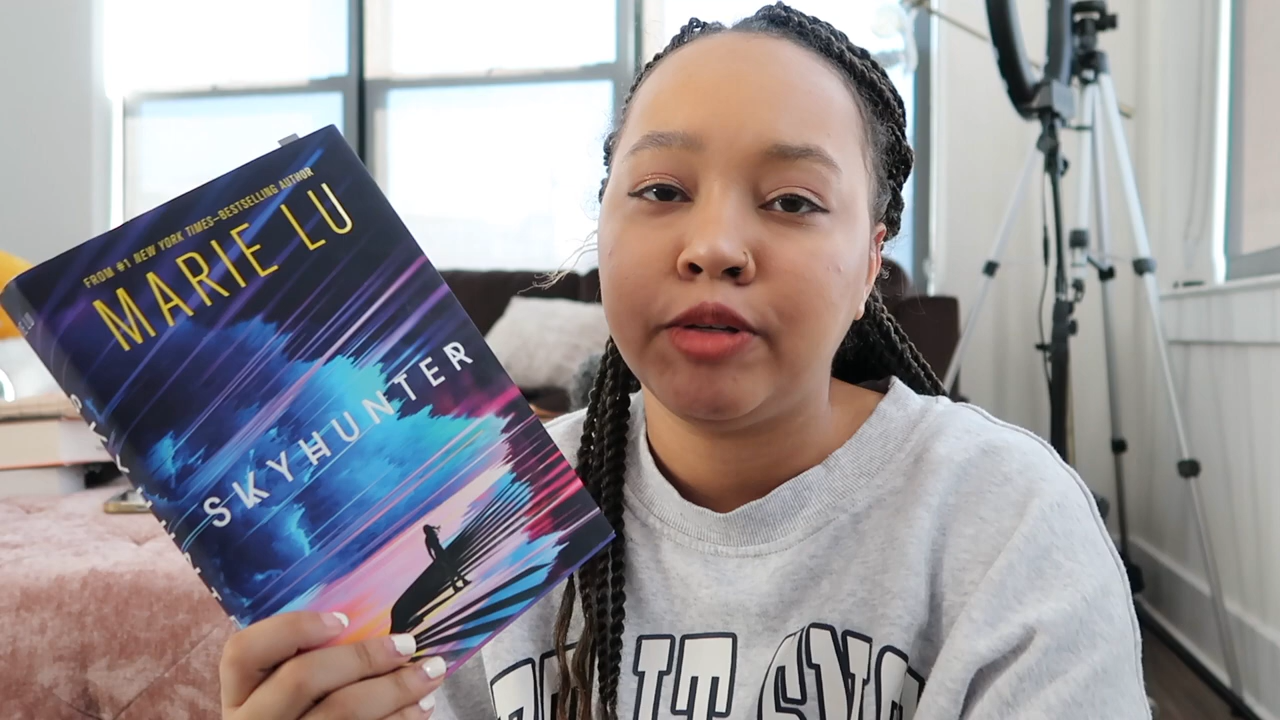 FROM #1 NEW YORK TIMES–BESTSELLING AUTHOR
MARIE LU
SKYHUNTER